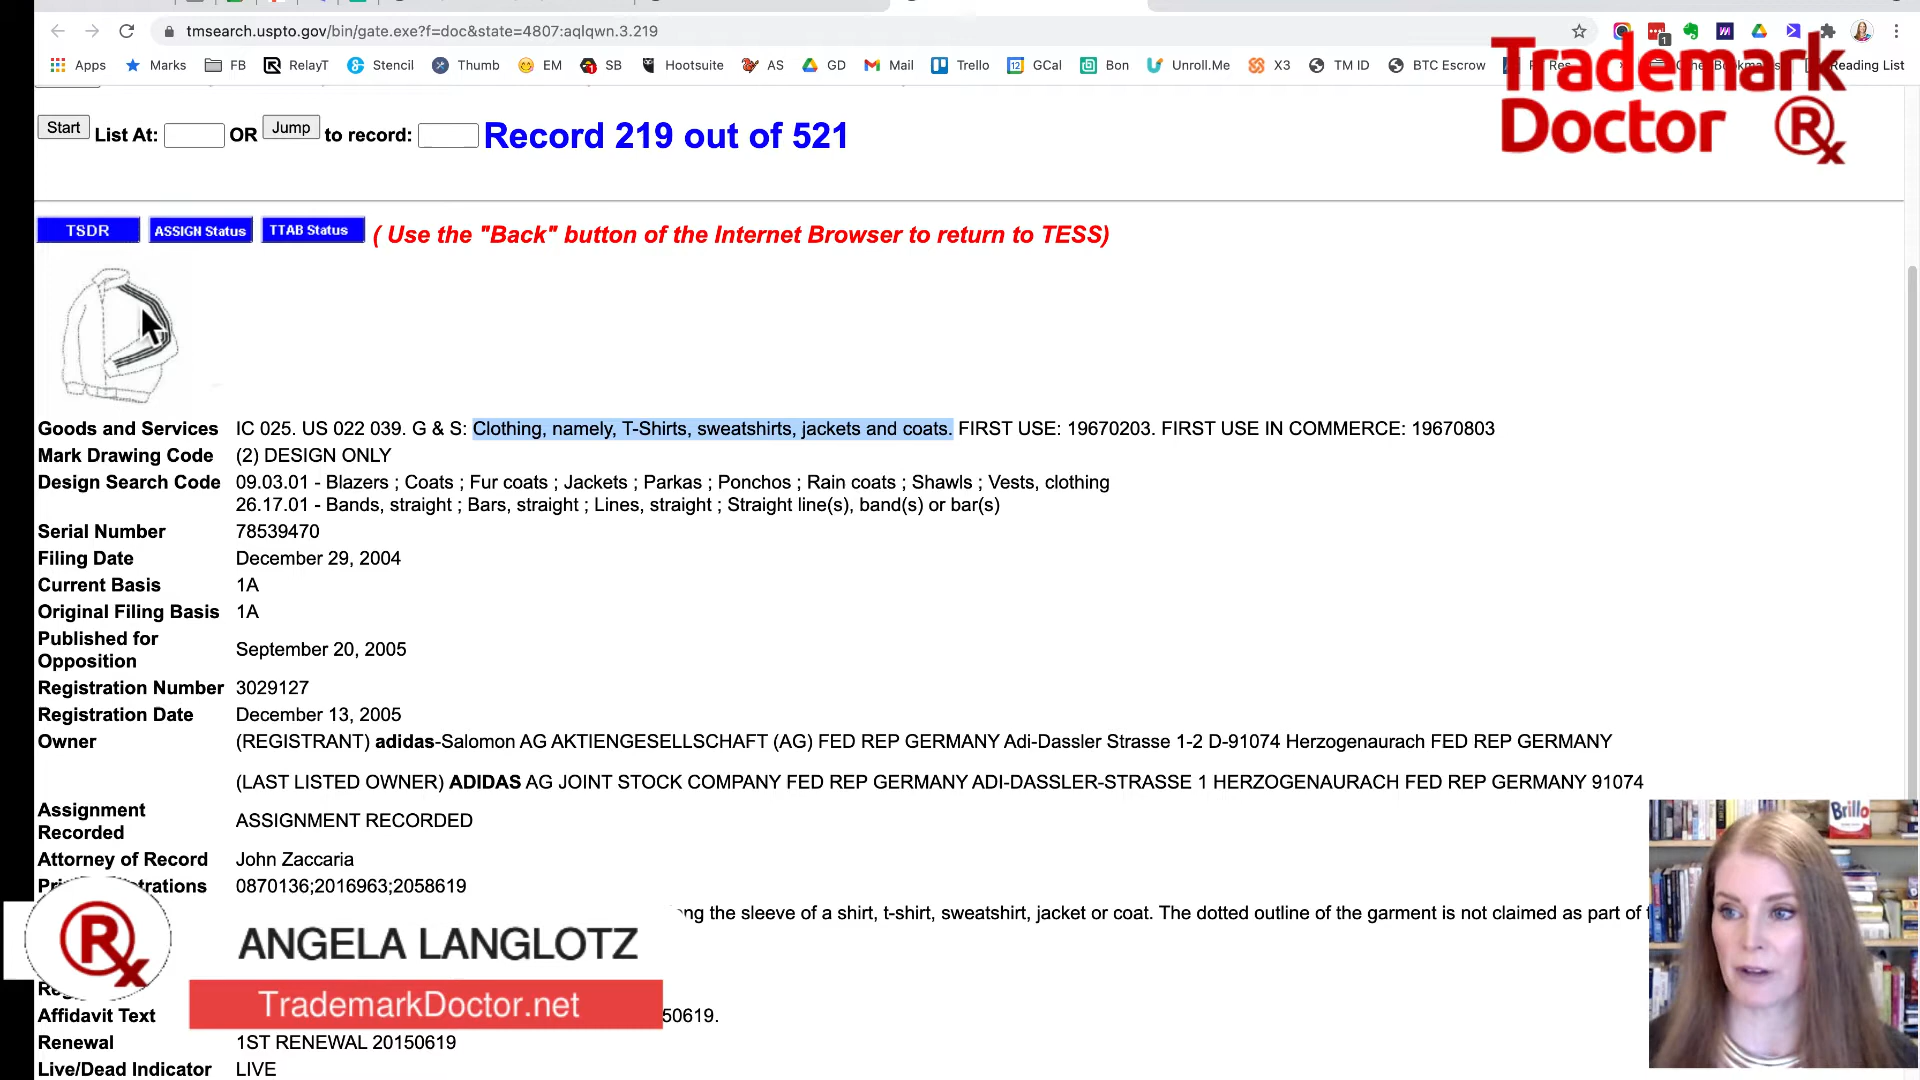 tmsearch.uspto.gov/bin/gate.exe?f=doc&state=4807:aqlqwn.3.219
Apps Marks FB RelayT Stencil Thumb EM SB Hootsuite AS GD Mail Trello GCal Bon Unroll.Me X3 TM ID BTC Escrow Reading List
Trademark
Doctor Rx
Start List At: OR Jump to record: Record 219 out of 521
TSDR ASSIGN Status TTAB Status ( Use the "Back" button of the Internet Browser to return to TESS)
Goods and Services IC 025. US 022 039. G & S: Clothing, namely, T-Shirts, sweatshirts, jackets and coats. FIRST USE: 19670203. FIRST USE IN COMMERCE: 19670803
Mark Drawing Code (2) DESIGN ONLY
Design Search Code 09.03.01 - Blazers ; Coats ; Fur coats ; Jackets ; Parkas ; Ponchos ; Rain coats ; Shawls ; Vests, clothing
26.17.01 - Bands, straight ; Bars, straight ; Lines, straight ; Straight line(s), band(s) or bar(s)
Serial Number 78539470
Filing Date December 29, 2004
Current Basis 1A
Original Filing Basis 1A
Published for
Opposition September 20, 2005
Registration Number 3029127
Registration Date December 13, 2005
Owner (REGISTRANT) adidas-Salomon AG AKTIENGESELLSCHAFT (AG) FED REP GERMANY Adi-Dassler Strasse 1-2 D-91074 Herzogenaurach FED REP GERMANY
(LAST LISTED OWNER) ADIDAS AG JOINT STOCK COMPANY FED REP GERMANY ADI-DASSLER-STRASSE 1 HERZOGENAURACH FED REP GERMANY 91074
Assignment
Recorded ASSIGNMENT RECORDED
Attorney of Record John Zaccaria
0870136;2016963;2058619
the sleeve of a shirt, t-shirt, sweatshirt, jacket or coat. The dotted outline of the garment is not claimed as part of
Rx ANGELA LANGLOTZ
TrademarkDoctor.net
Affidavit Text 50619.
Renewal 1ST RENEWAL 20150619
Live/Dead Indicator LIVE
Brillo